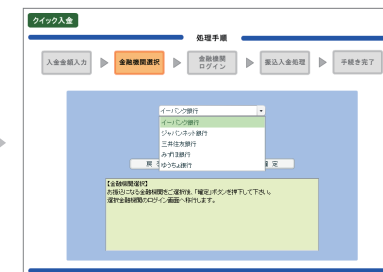 クイック入金
処理手順
入金金額入力
金融機関選択
金融機関
ログイン
振込入金処理
手続き完了
イーバンク銀行
イーバンク銀行
ジャパンネット銀行
三井住友銀行
みずほ銀行
ゆうちょ銀行
戻
確 定
【金融機関選択】
お振込になる金融機関をご選択後、「確定」ボタンを押下して下さい。
選択金融機関のログイン画面へ移行します。